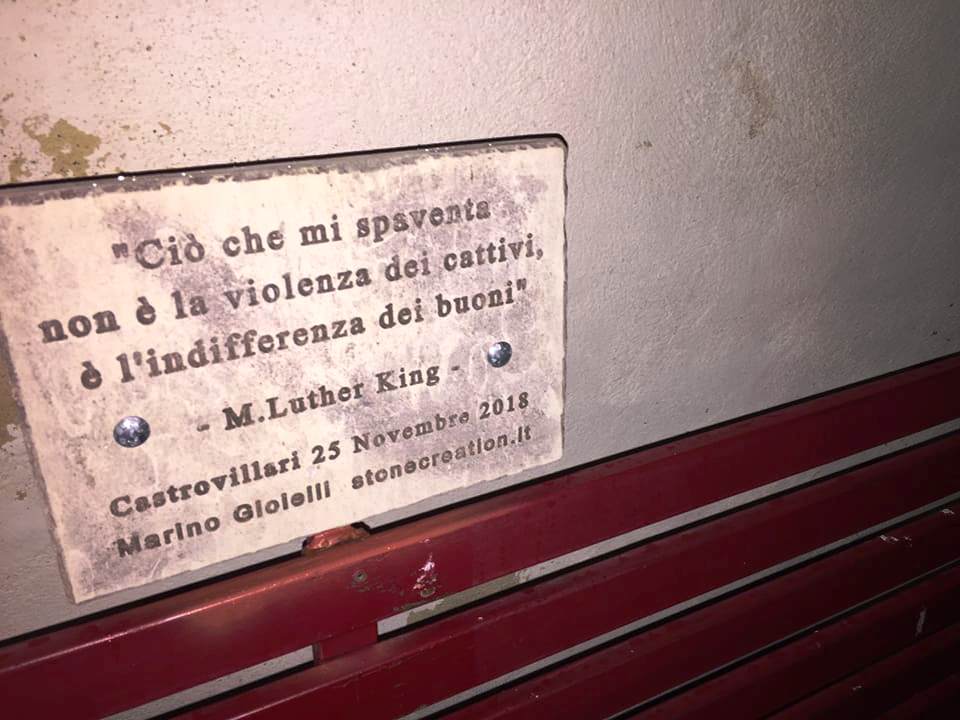 "Ciò che mi spaventa
non è la violenza dei cattivi,
è l'indifferenza dei buoni"
- M.Luther King -
Castrovillari 25 Novembre 2018
Marino Gioielli stonecreation.it